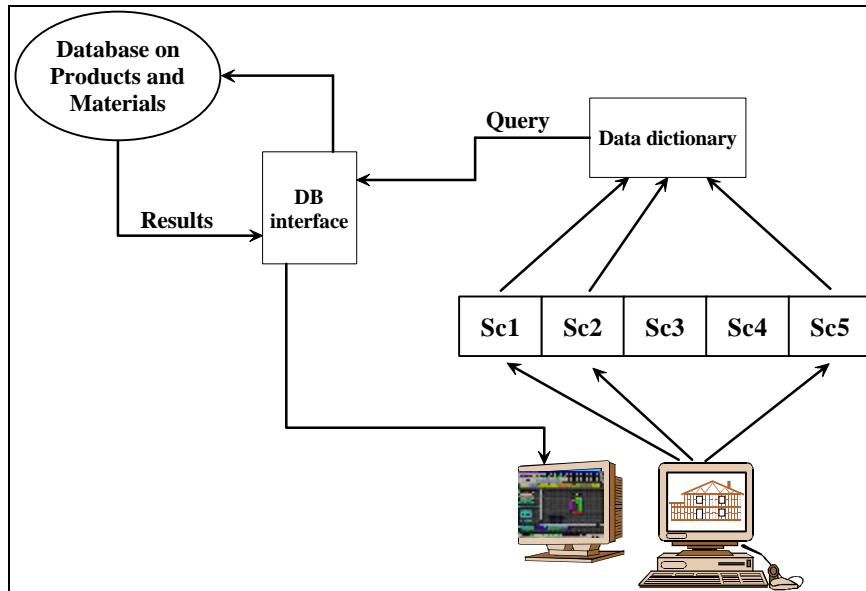 Database on
Products and
Materials
Query
Data dictionary
DB
interface
Results
Sc1 Sc2 Sc3 Sc4 Sc5